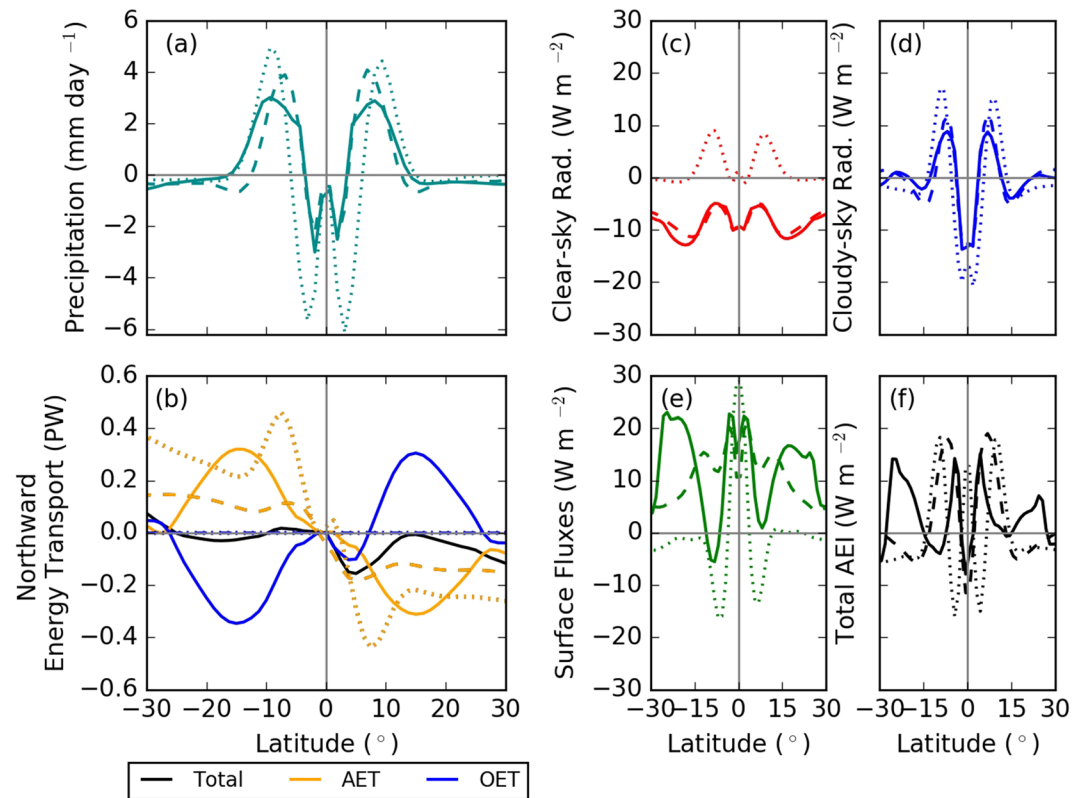 (a)
Precipitation (mm day −1)
6
4
2
0
−2
−4
−6
(c)
Clear-sky Rad. (W m −2)
30
20
10
0
−10
−20
−30
(d)
Cloudy-sky Rad. (W m −2)
(b)
Northward
Energy Transport (PW)
0.6
0.4
0.2
0.0
−0.2
−0.4
−0.6
−30 −20 −10 0 10 20 30
Latitude (°)
(e)
Surface Fluxes (W m −2)
30
20
10
0
−10
−20
−30
−30 −15 0 15 30
Latitude (°)
(f)
Total AEI (W m −2)
−30 −15 0 15 30
Latitude (°)
Total AET OET